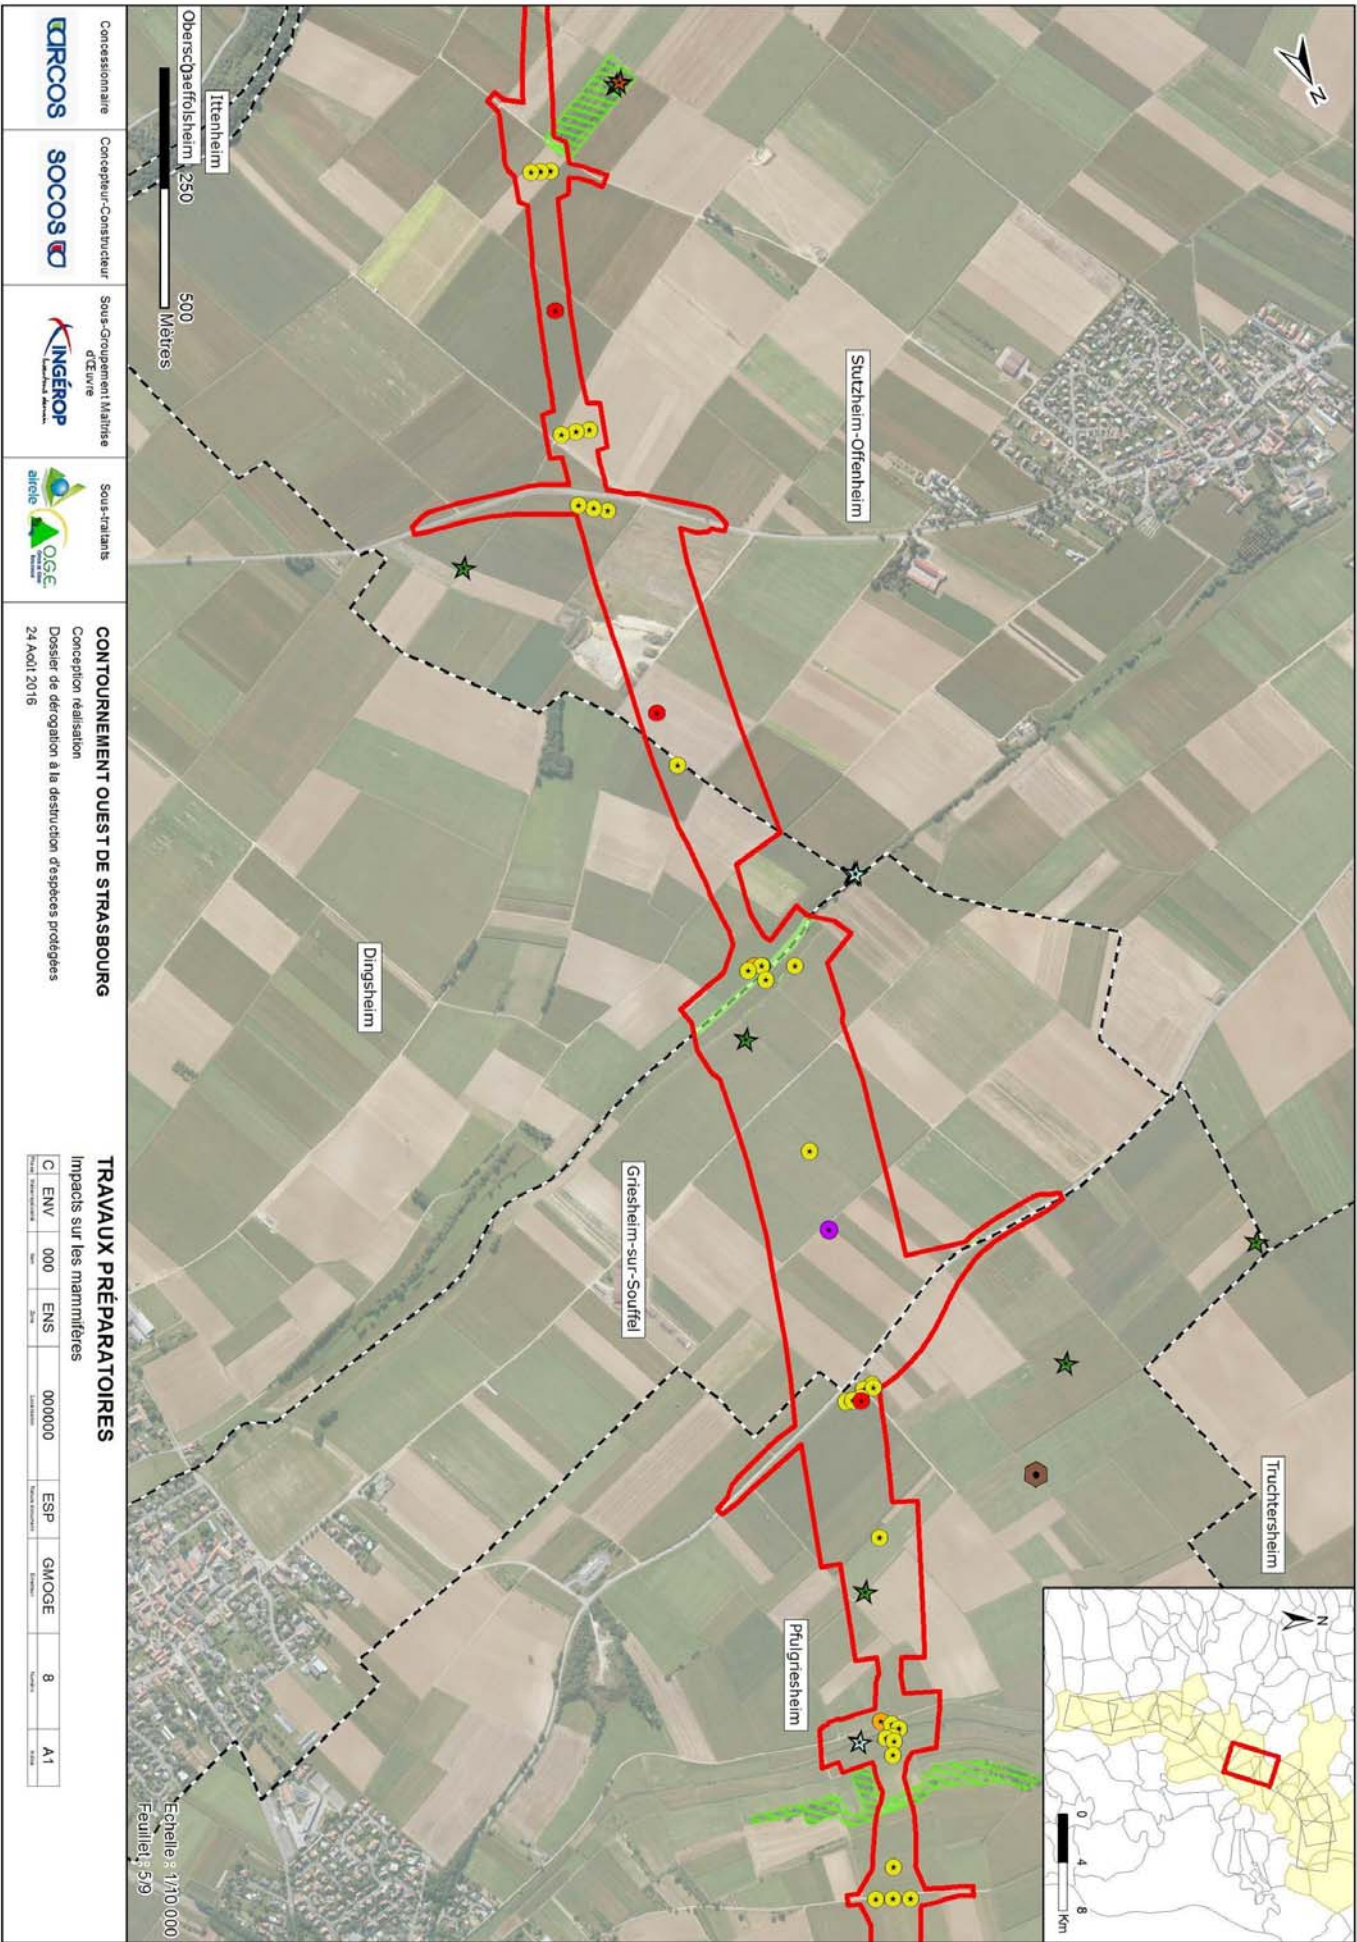 N
Stutzheim-Offenheim
Truchtersheim
Ittenheim
Oberschaeffolsheim
0 250 500
Mètres
Dingsheim
Griesheim-sur-Souffel
Pfulgriesheim
N
0 4 8
Km
Echelle : 1/10 000
Feuillet : 5/9
Concessionnaire
ARCOS
Concepteur-Constructeur
SOCOS
Sous-Groupement Maîtrise
d'Œuvre
INGÉROP
Sous-traitants
airele
O.G.E.
CONTOURNEMENT OUEST DE STRASBOURG
Conception réalisation
Dossier de dérogation à la destruction d'espèces protégées
24 Août 2016
TRAVAUX PRÉPARATOIRES
Impacts sur les mammifères
C ENV 000 ENS 000000 ESP GMOGE 8 A1